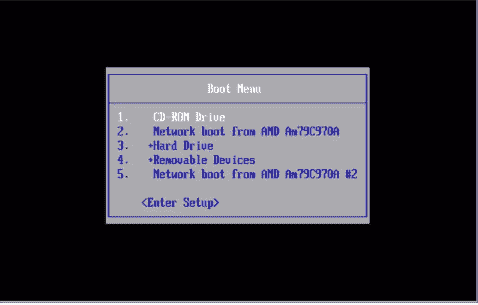 Boot Menu
1. CD-ROM Drive
2. Network boot from AMD Am79C970A
3. +Hard Drive
4. +Removable Devices
5. Network boot from AMD Am79C970A #2
<Enter Setup>